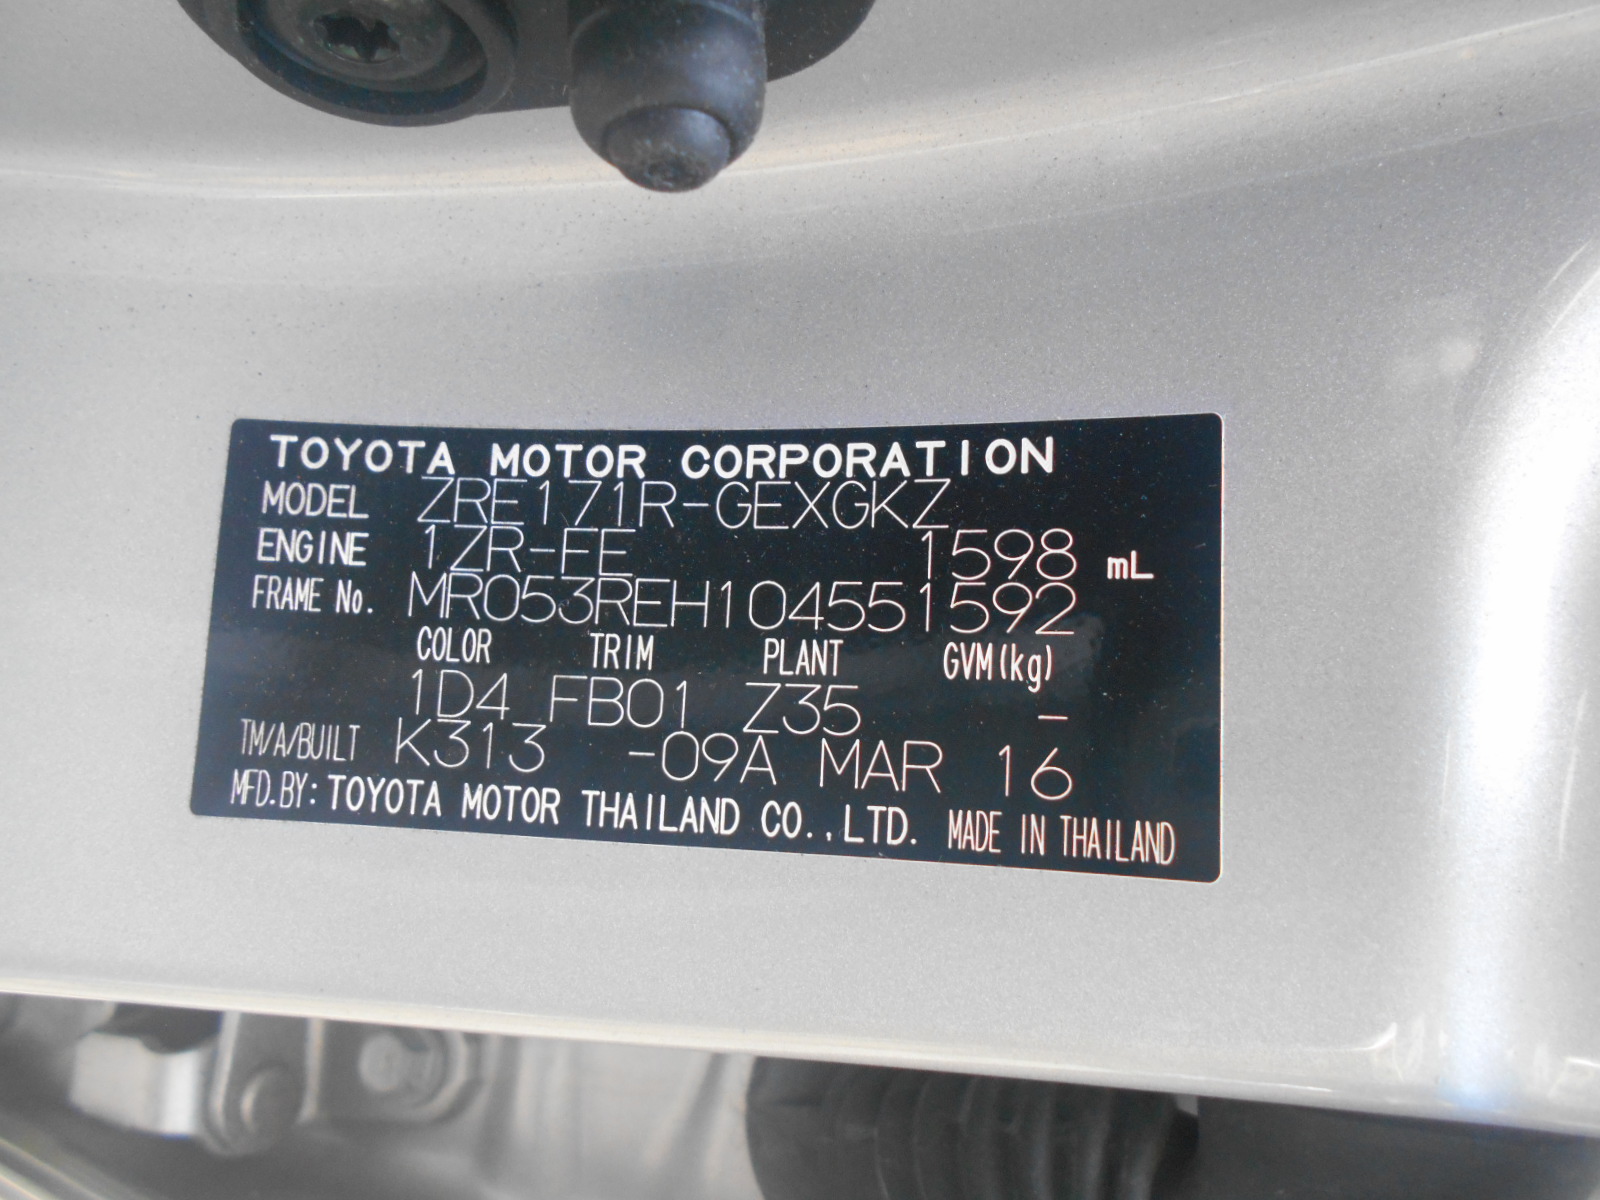 TOYOTA MOTOR CORPORATION
MODEL ZRE171R-GEXGKZ
ENGINE 1ZR-FE 1598 mL
FRAME No. MR053REH104551592
COLOR TRIM PLANT GVM(kg)
1D4 FB01 Z35 -
TM/A/BUILT K313 -09A MAR 16
MFD.BY: TOYOTA MOTOR THAILAND CO.,LTD. MADE IN THAILAND